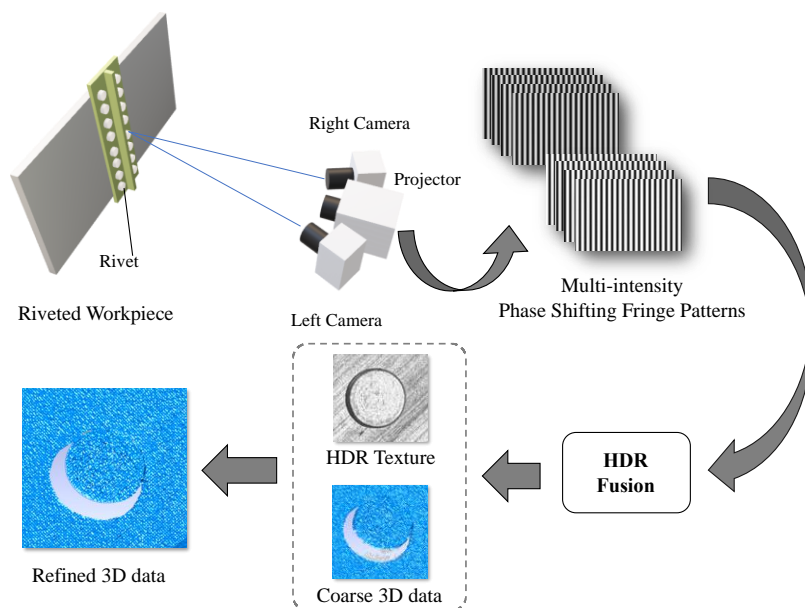 Right Camera
Projector
Rivet
Riveted Workpiece
Left Camera
Multi-intensity
Phase Shifting Fringe Patterns
HDR Texture
HDR
Fusion
Refined 3D data
Coarse 3D data